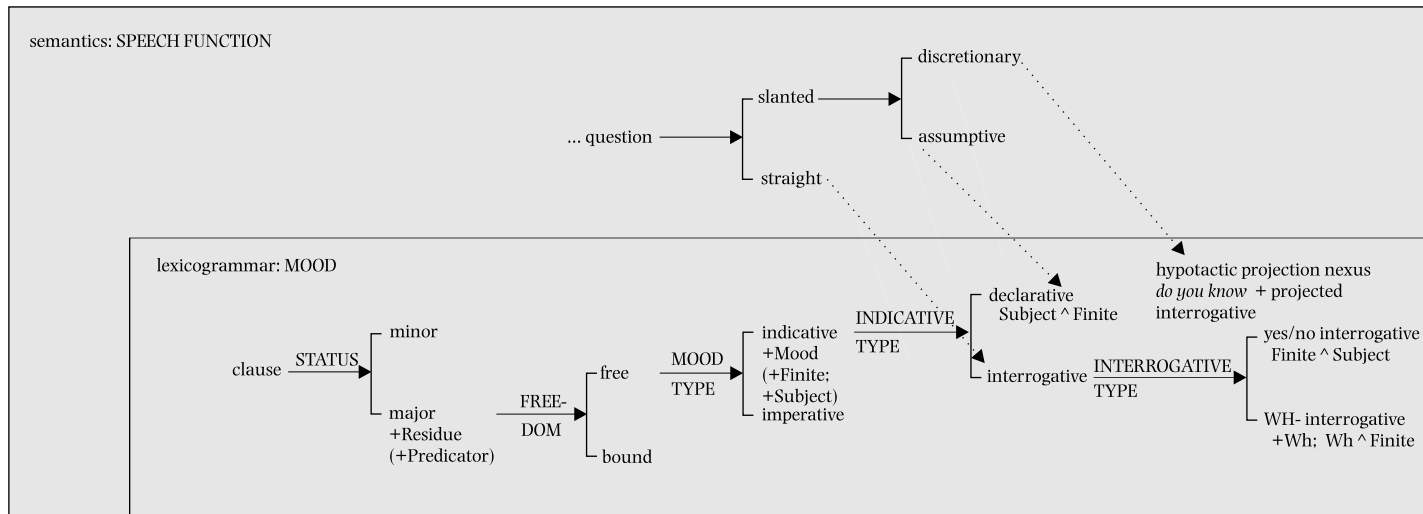 semantics: SPEECH FUNCTION
discretionary
slanted
assumptive
... question
straight
lexicogrammar: MOOD
hypotactic projection nexus
do you know + projected
interrogative
declarative
Subject ^ Finite
minor
clause
STATUS
major
+Residue
(+Predicator)
FREE-
DOM
free
bound
MOOD
TYPE
indicative
+Mood
(+Finite;
+Subject)
imperative
INDICATIVE
TYPE
interrogative
INTERROGATIVE
TYPE
yes/no interrogative
Finite ^ Subject
WH- interrogative
+Wh; Wh ^ Finite